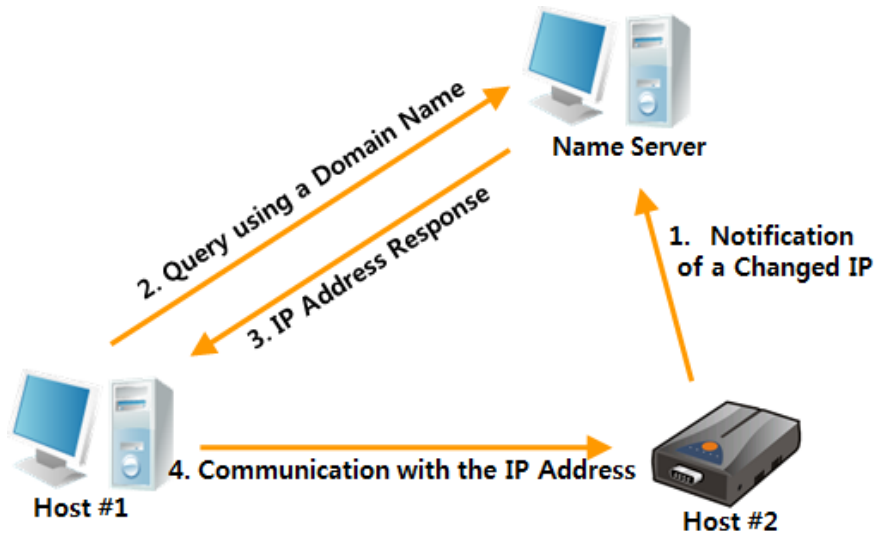 Name Server
1. Notification
of a Changed IP
2. Query using a Domain Name
3. IP Address Response
4. Communication with the IP Address
Host #1
Host #2